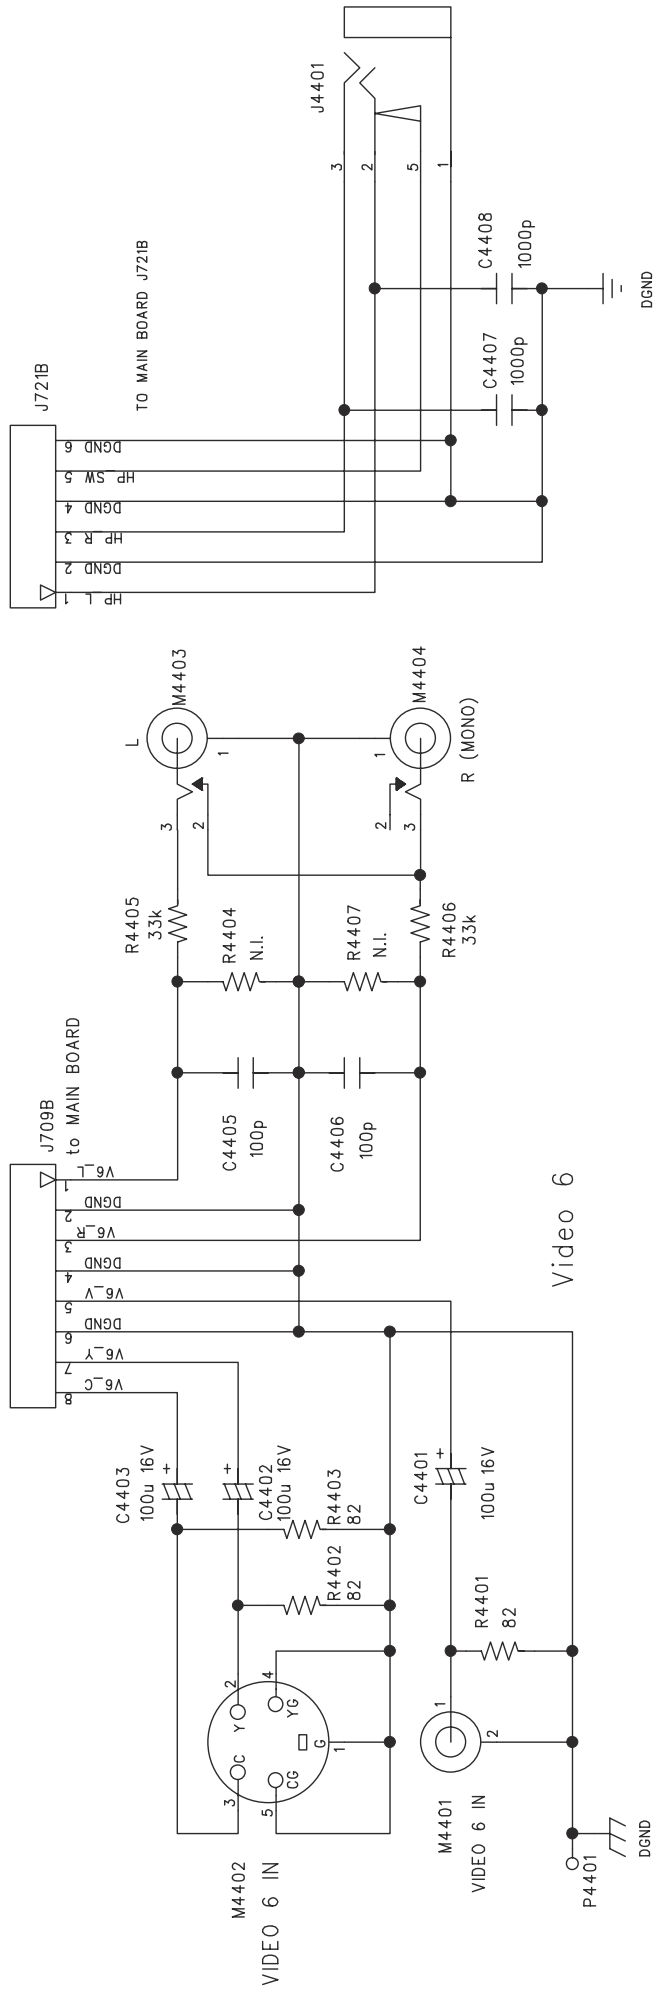 J4401
3
2
5
1
C4408
1000p
C4407
1000p
DGND
J721B
TO MAIN BOARD J721B
6 DGND
5 HP_SW
4 DGND
3 HP_R
2 DGND
1 HP_L
L
M4403
1
3
2
M4404
R (MONO)
1
2
3
R4405
33k
R4404
N.I.
R4407
N.I.
R4406
33k
C4405
100p
C4406
100p
J709B
to MAIN BOARD
1 V6_L
2 DGND
3 V6_R
4 DGND
5 V6_V
6 DGND
7 V6_Y
8 V6_C
Video 6
C4403
100u 16V
+
C4402
100u 16V
+
R4403
82
R4402
82
C4401
100u 16V
+
R4401
82
2
4
3
5
1
Y
YG
C
CG
G
M4402
VIDEO 6 IN
1
2
M4401
VIDEO 6 IN
P4401
DGND